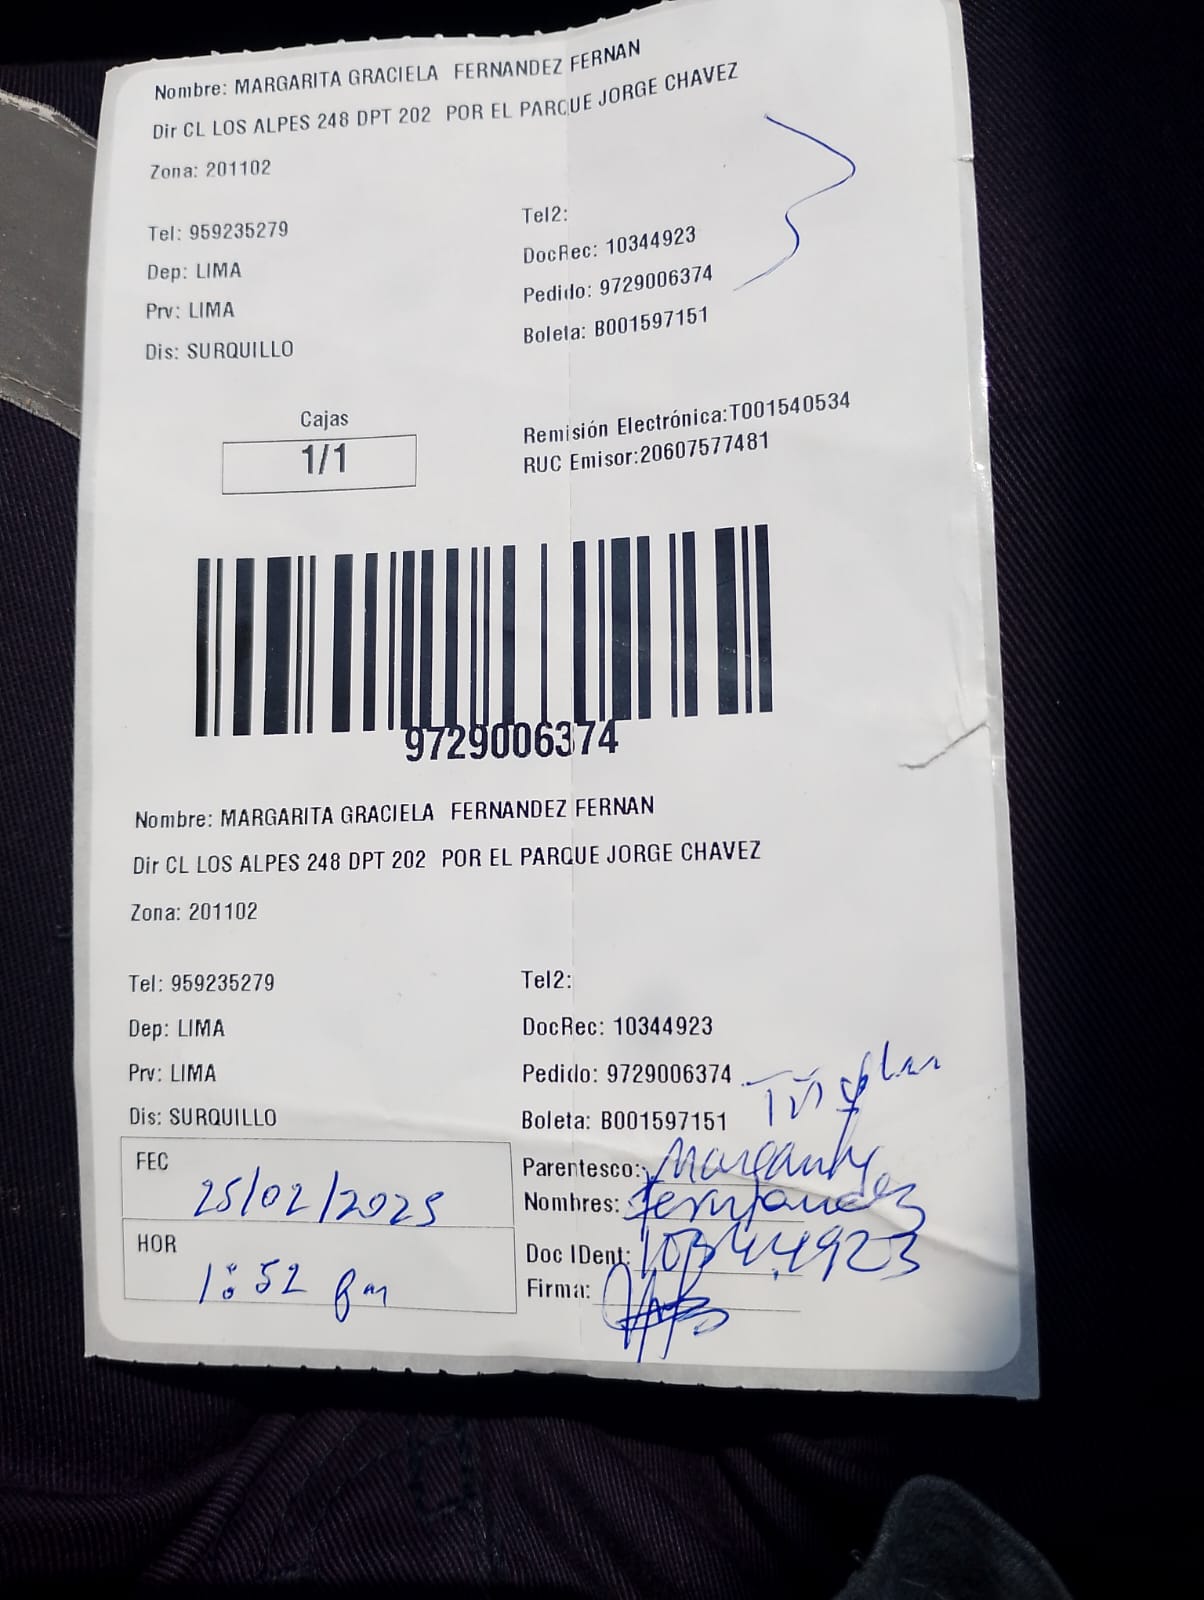 Nombre: MARGARITA GRACIELA FERNANDEZ FERNAN
Dir CL LOS ALPES 248 DPT 202 POR EL PARQUE JORGE CHAVEZ
Zona: 201102
Tel: 959235279
Tel2:
Dep: LIMA
DocRec: 10344923
Prv: LIMA
Pedido: 9729006374
Dis: SURQUILLO
Boleta: B001597151
Cajas
1/1
Remisión Electrónica:T001540534
RUC Emisor:20607577481
9729006374
Nombre: MARGARITA GRACIELA FERNANDEZ FERNAN
Dir CL LOS ALPES 248 DPT 202 POR EL PARQUE JORGE CHAVEZ
Zona: 201102
Tel: 959235279
Tel2:
Dep: LIMA
DocRec: 10344923
Prv: LIMA
Pedido: 9729006374
Dis: SURQUILLO
Boleta: B001597151
FEC
25/02/2025
Parentesco:
Nombres: Fernandez
HOR
1:52 pm
Doc IDent: 10344923
Firma: